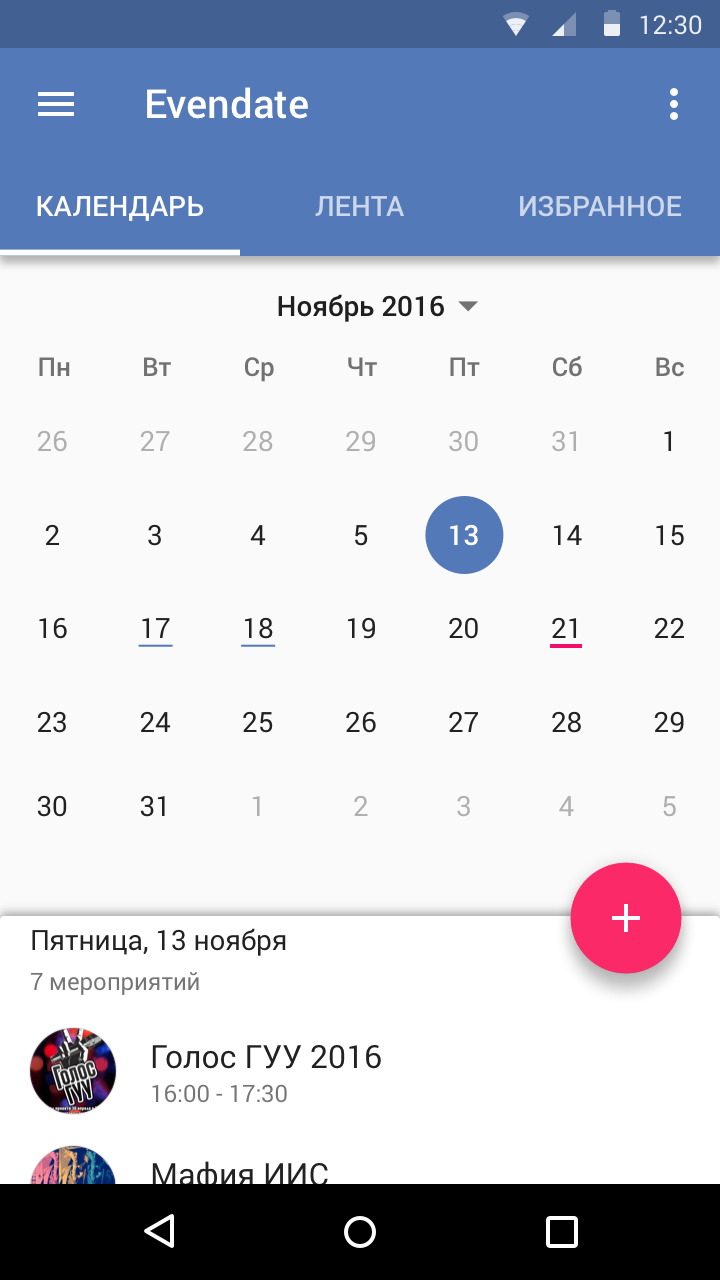 12:30
Evendate
КАЛЕНДАРЬ ЛЕНТА ИЗБРАННОЕ
Ноябрь 2016
Пн Вт Ср Чт Пт Сб Вс
26 27 28 29 30 31 1
2 3 4 5 13 14 15
16 17 18 19 20 21 22
23 24 25 26 27 28 29
30 31 1 2 3 4 5
Пятница, 13 ноября
7 мероприятий
Голос ГУУ
Голос ГУУ 2016
16:00 - 17:30
Мафия ИИС